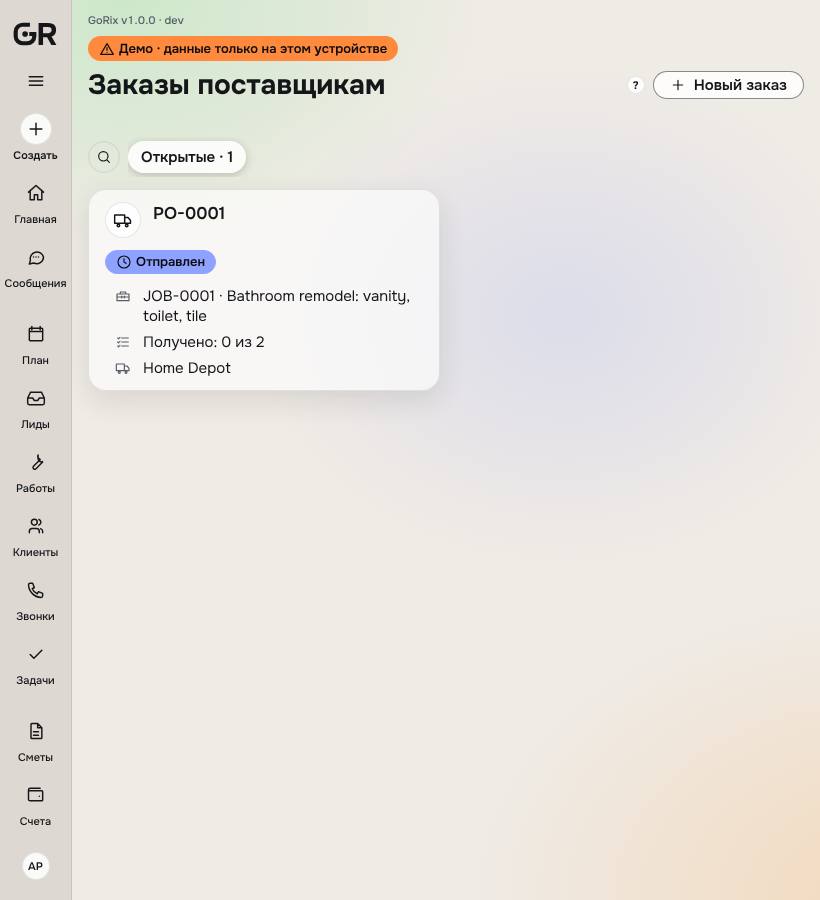 GR
GoRix v1.0.0 · dev
Демо · данные только на этом устройстве
Заказы поставщикам
?
Новый заказ
Создать
Главная
Сообщения
План
Лиды
Работы
Клиенты
Звонки
Задачи
Сметы
Счета
AP
Открытые · 1
PO-0001
Отправлен
JOB-0001 · Bathroom remodel: vanity,
toilet, tile
Получено: 0 из 2
Home Depot